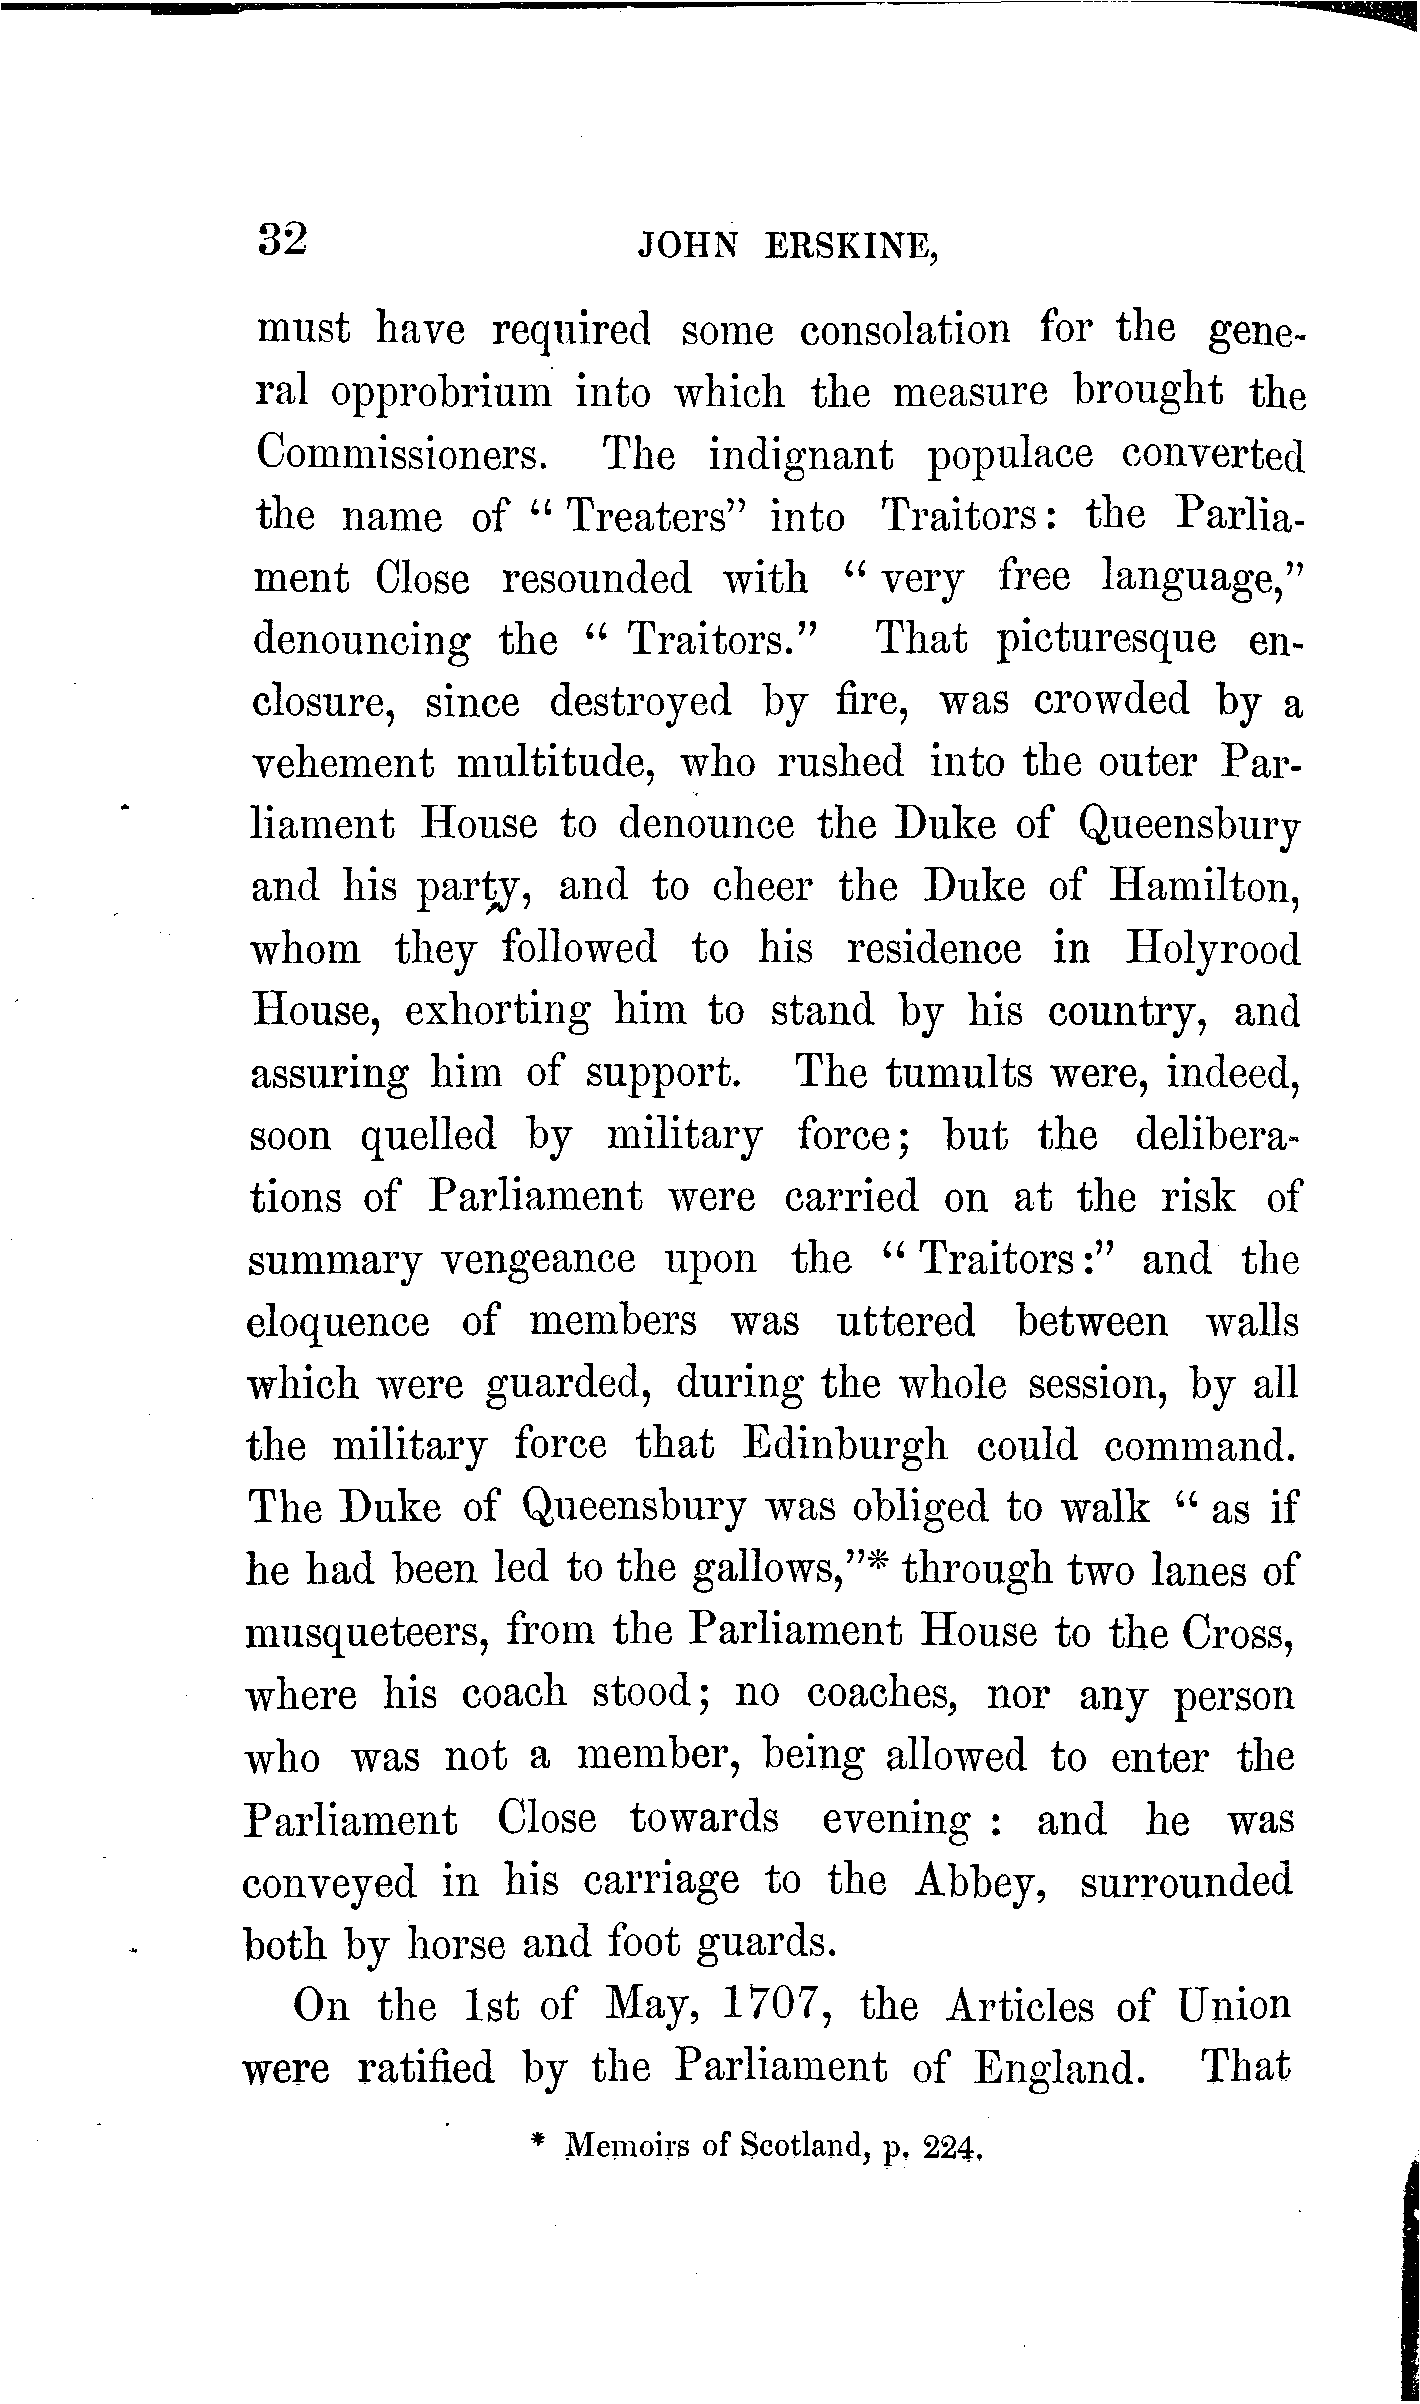 32 JOHN ERSKINE,
must have required some consolation for the gene-
ral opprobrium into which the measure brought the
Commissioners. The indignant populace converted
the name of “ Treaters” into Traitors: the Parlia-
ment Close resounded with “ very free language,”
denouncing the “ Traitors.” That picturesque en-
closure, since destroyed by fire, was crowded by a
vehement multitude, who rushed into the outer Par-
liament House to denounce the Duke of Queensbury
and his party, and to cheer the Duke of Hamilton,
whom they followed to his residence in Holyrood
House, exhorting him to stand by his country, and
assuring him of support. The tumults were, indeed,
soon quelled by military force; but the delibera-
tions of Parliament were carried on at the risk of
summary vengeance upon the “ Traitors:” and the
eloquence of members was uttered between walls
which were guarded, during the whole session, by all
the military force that Edinburgh could command.
The Duke of Queensbury was obliged to walk “ as if
he had been led to the gallows,”* through two lanes of
musqueteers, from the Parliament House to the Cross,
where his coach stood; no coaches, nor any person
who was not a member, being allowed to enter the
Parliament Close towards evening : and he was
conveyed in his carriage to the Abbey, surrounded
both by horse and foot guards.
On the 1st of May, 1707, the Articles of Union
were ratified by the Parliament of England. That
* Memoirs of Scotland, p. 224.